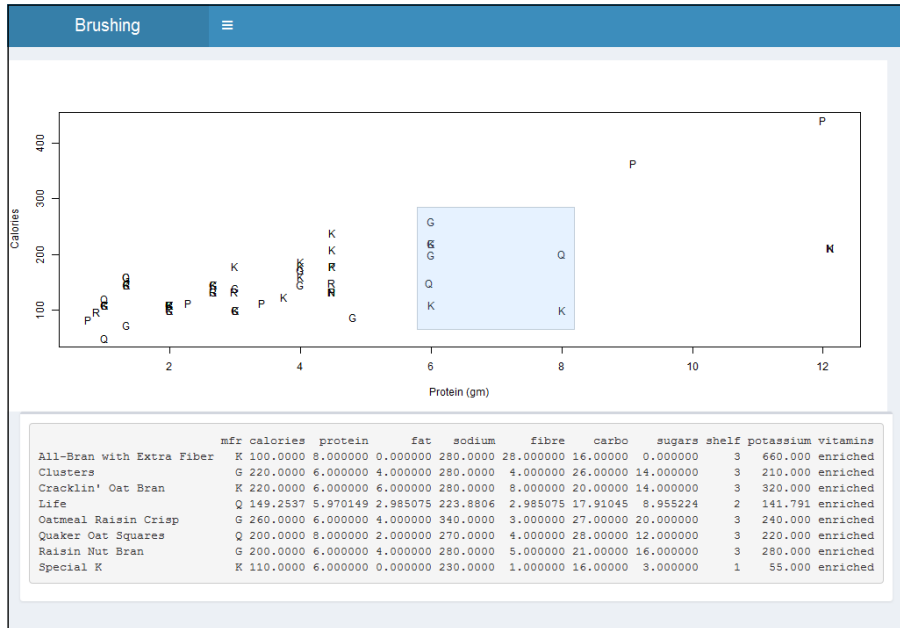 Brushing
Calories
400
300
200
100
P
P
K
G
K
K
K
G
Q
G
K
K
Q
K
G
P
P
K
G
Q
2
4
6
8
10
12
Protein (gm)
mfr calories protein fat sodium fibre carbo sugars shelf potassium vitamins
All-Bran with Extra Fiber K 100.0000 8.000000 0.000000 280.0000 28.000000 16.00000 0.000000 3 660.000 enriched
Clusters G 220.0000 6.000000 4.000000 280.0000 4.000000 26.00000 14.000000 3 210.000 enriched
Cracklin' Oat Bran K 220.0000 6.000000 6.000000 280.0000 8.000000 20.00000 14.000000 3 320.000 enriched
Life Q 149.2537 5.970149 2.985075 223.8806 2.985075 17.91045 8.955224 2 141.791 enriched
Oatmeal Raisin Crisp G 260.0000 6.000000 4.000000 340.0000 3.000000 27.00000 20.000000 3 240.000 enriched
Quaker Oat Squares Q 200.0000 8.000000 2.000000 270.0000 4.000000 28.00000 12.000000 3 220.000 enriched
Raisin Nut Bran G 200.0000 6.000000 4.000000 280.0000 5.000000 21.00000 16.000000 3 280.000 enriched
Special K K 110.0000 6.000000 0.000000 230.0000 1.000000 16.00000 3.000000 1 55.000 enriched